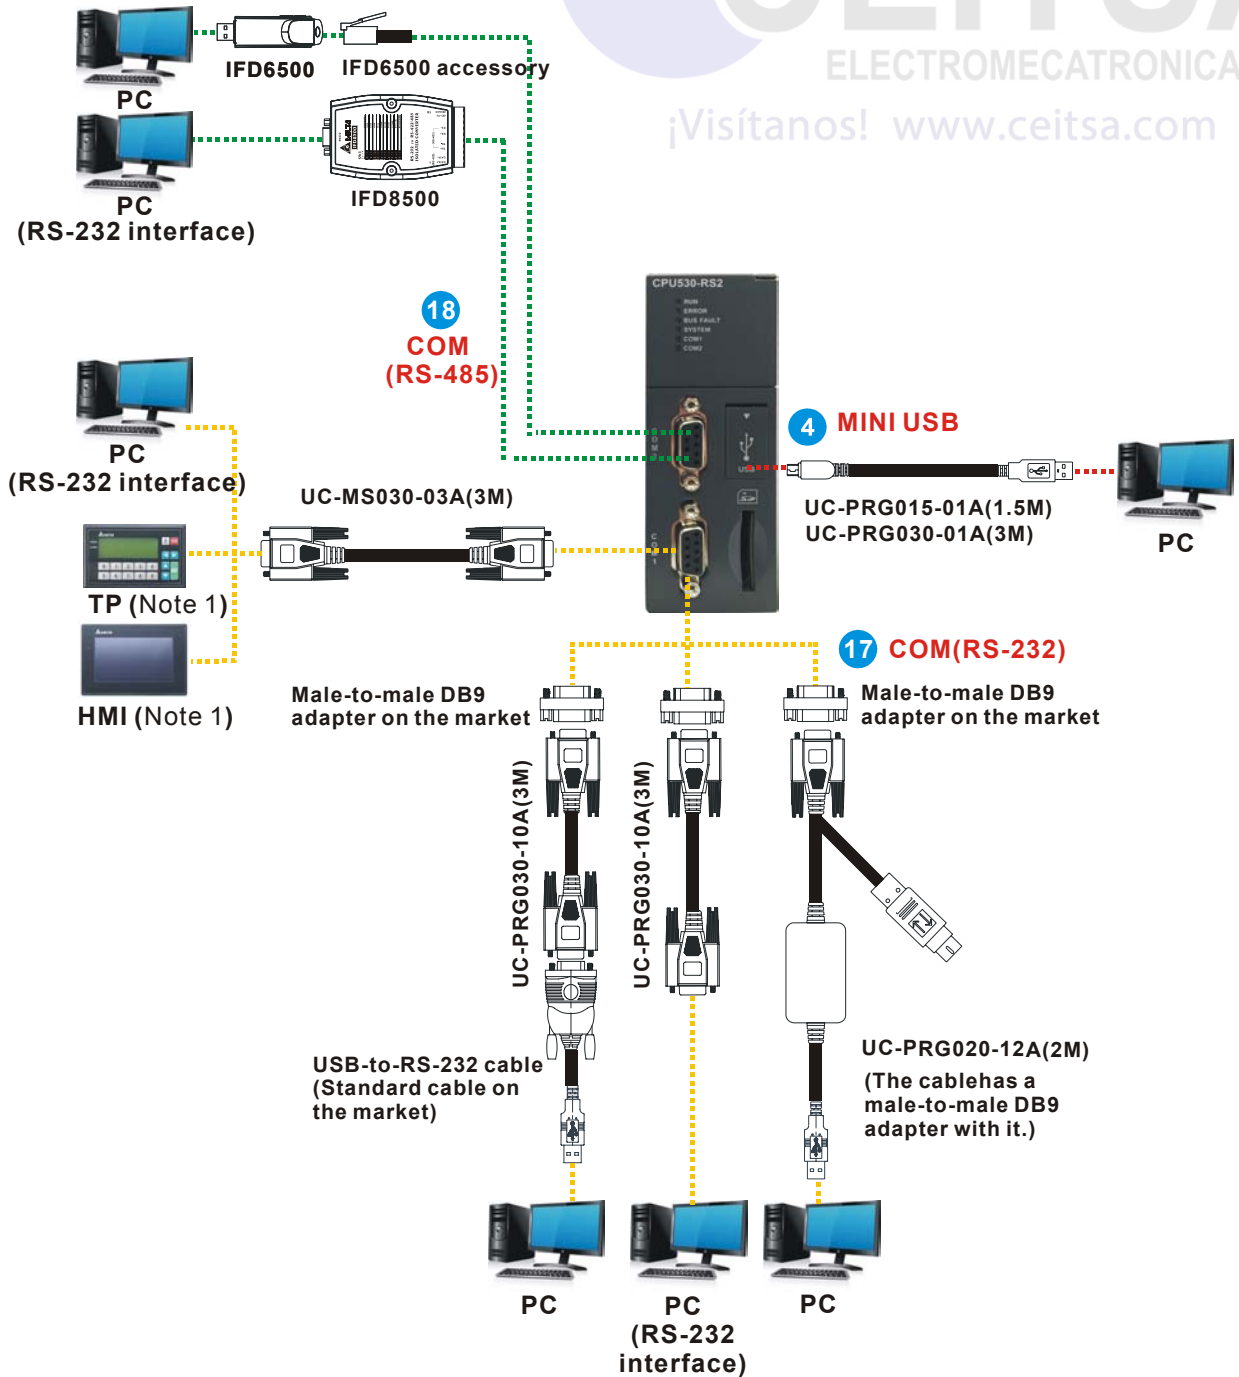 CEITSA
ELECTROMECATRONICA
¡Visítanos! www.ceitsa.com
IFD6500
IFD6500 accessory
PC
IFD8500
PC
(RS-232 interface)
CPU530-RS2
RUN
ERROR
BUS FAULT
SYSTEM
COM1
COM2
18
COM
(RS-485)
4
MINI USB
USB
PC
(RS-232 interface)
UC-MS030-03A(3M)
UC-PRG015-01A(1.5M)
UC-PRG030-01A(3M)
PC
COM1
TP (Note 1)
HMI (Note 1)
17
COM(RS-232)
Male-to-male DB9
adapter on the market
Male-to-male DB9
adapter on the market
UC-PRG030-10A(3M)
UC-PRG030-10A(3M)
USB-to-RS-232 cable
(Standard cable on
the market)
UC-PRG020-12A(2M)
(The cablehas a
male-to-male DB9
adapter with it.)
PC
PC
(RS-232
interface)
PC